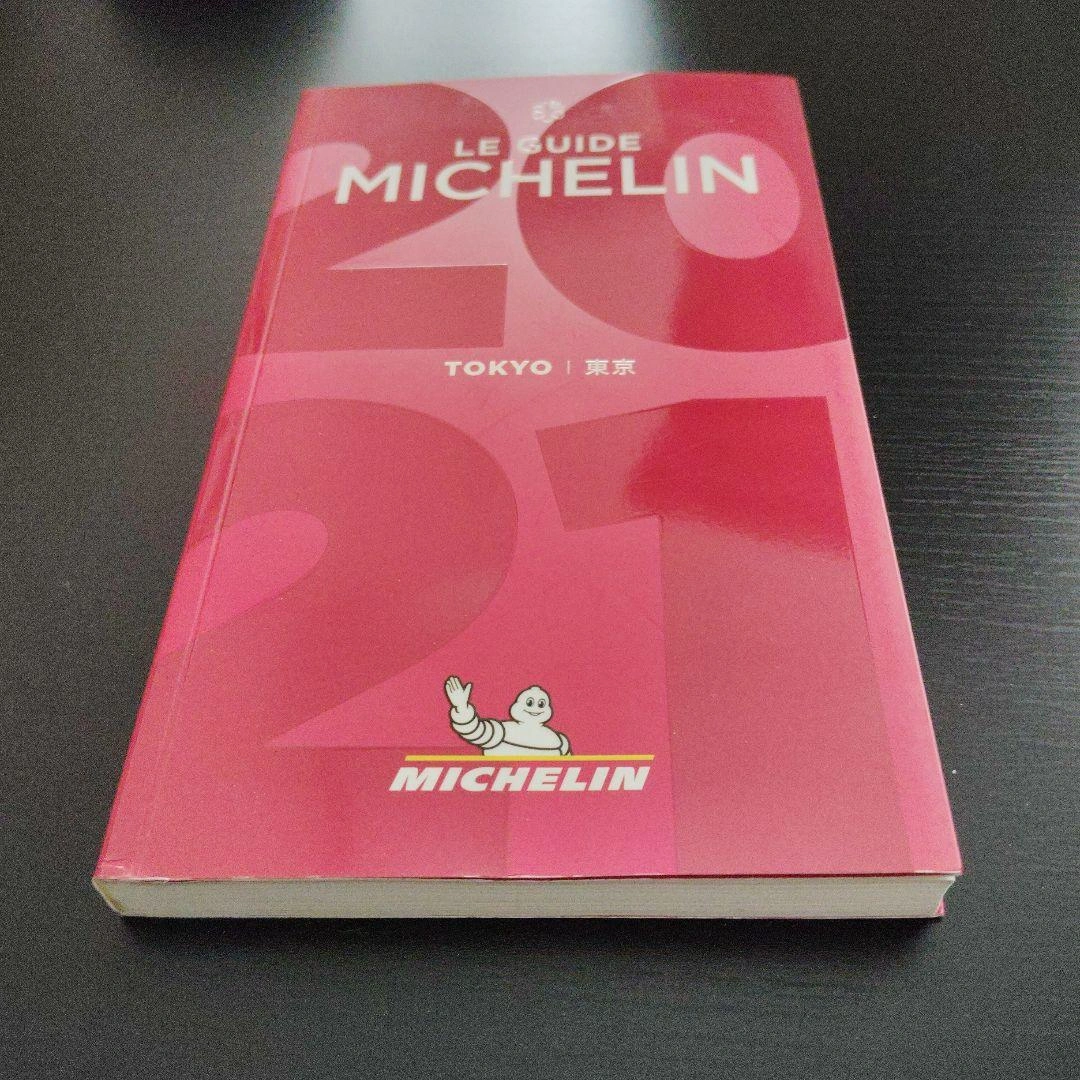 20
LE GUIDE
MICHELIN
TOKYO | 東京
21
MICHELIN